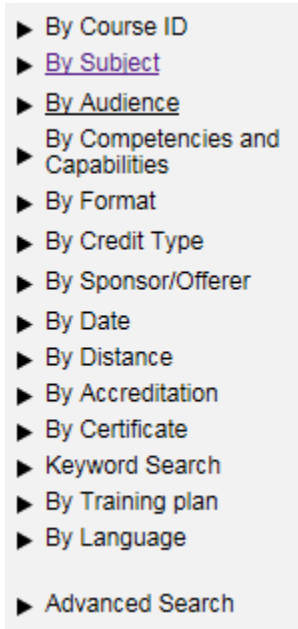 By Course ID
By Subject
By Audience
By Competencies and
Capabilities
By Format
By Credit Type
By Sponsor/Offerer
By Date
By Distance
By Accreditation
By Certificate
Keyword Search
By Training plan
By Language
Advanced Search